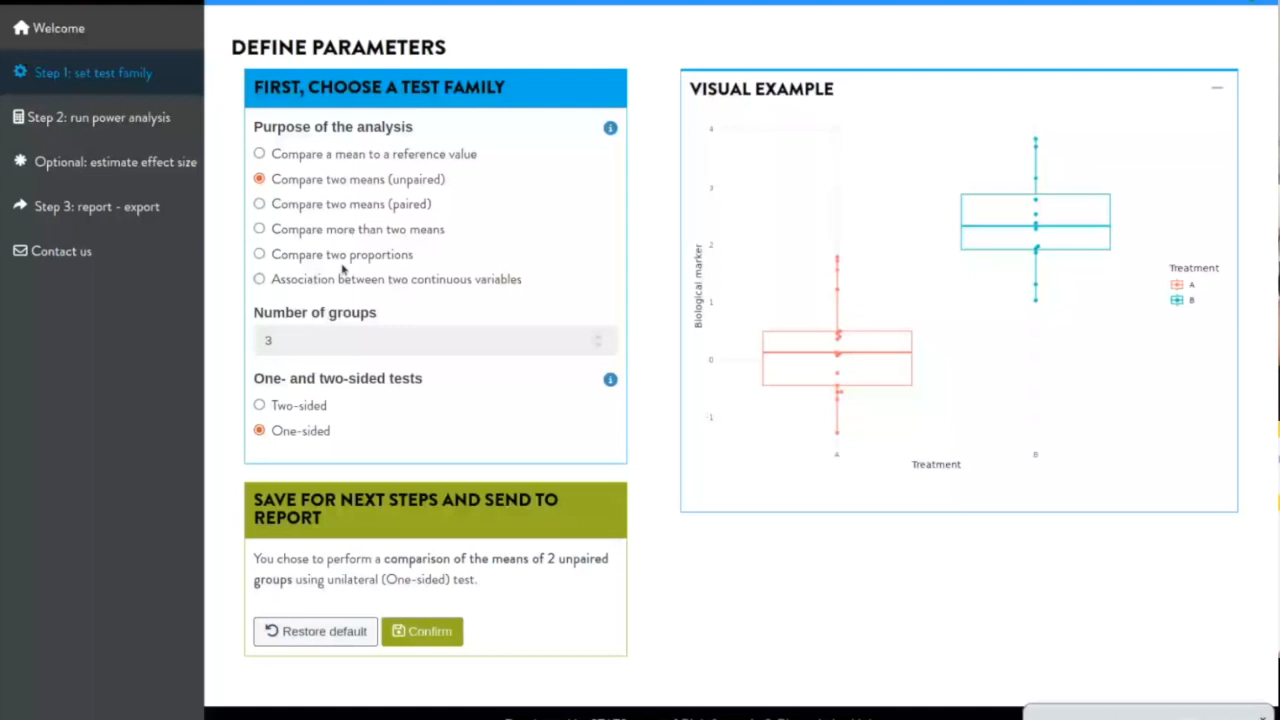 Welcome
Step 1: set test family
Step 2: run power analysis
Optional: estimate effect size
Step 3: report - export
Contact us
DEFINE PARAMETERS
FIRST, CHOOSE A TEST FAMILY
Purpose of the analysis
Compare a mean to a reference value
Compare two means (unpaired)
Compare two means (paired)
Compare more than two means
Compare two proportions
Association between two continuous variables
Number of groups
3
One- and two-sided tests
Two-sided
One-sided
SAVE FOR NEXT STEPS AND SEND TO
REPORT
You chose to perform a comparison of the means of 2 unpaired
groups using unilateral (One-sided) test.
Restore default
Confirm
VISUAL EXAMPLE
4
3
2
1
0
-1
Biological marker
A
B
Treatment
Treatment
A
B